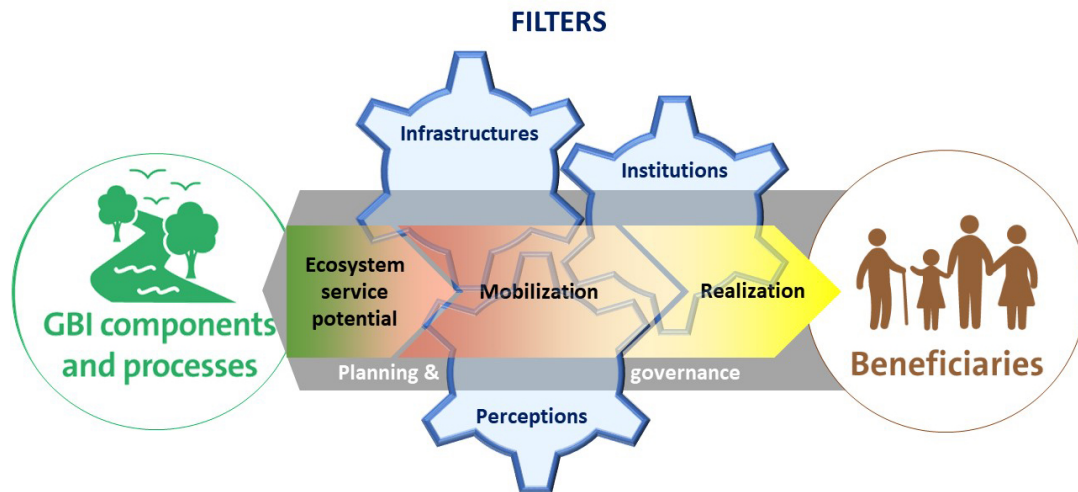 FILTERS
Infrastructures
Institutions
Ecosystem
service
potential
Mobilization
Realization
GBI components
and processes
Planning & governance
Perceptions
Beneficiaries